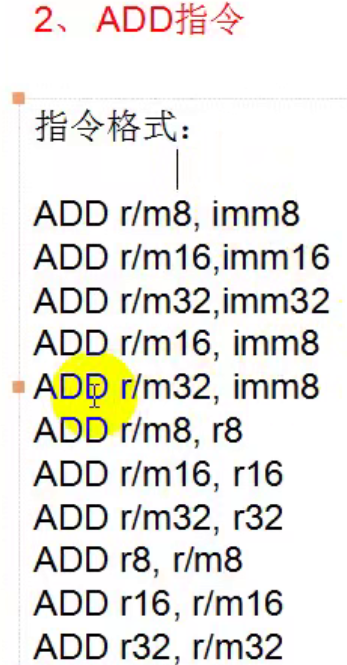 2、 ADD指令
指令格式：
ADD r/m8, imm8
ADD r/m16,imm16
ADD r/m32,imm32
ADD r/m16, imm8
ADD r/m32, imm8
ADD r/m8, r8
ADD r/m16, r16
ADD r/m32, r32
ADD r8, r/m8
ADD r16, r/m16
ADD r32, r/m32